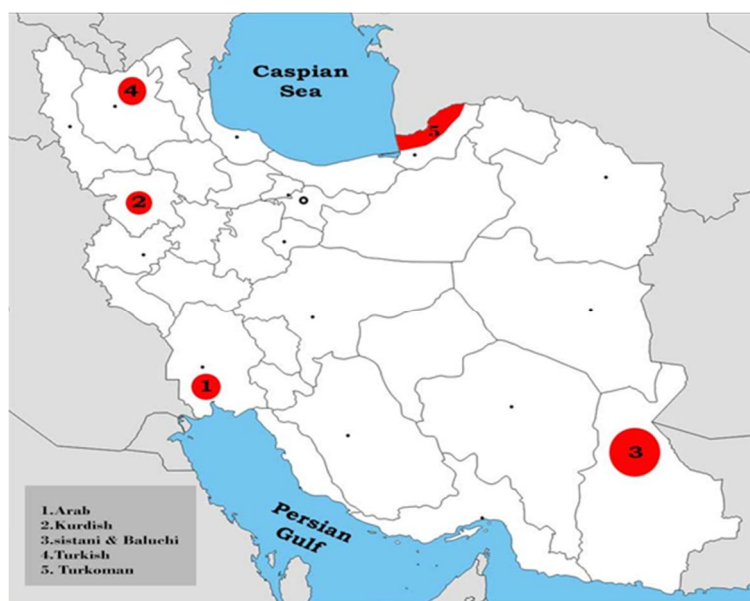 Caspian
Sea
4
5
2
1
3
Persian
Gulf
1.Arab
2.Kurdish
3.sistani & Baluchi
4.Turkish
5. Turkoman